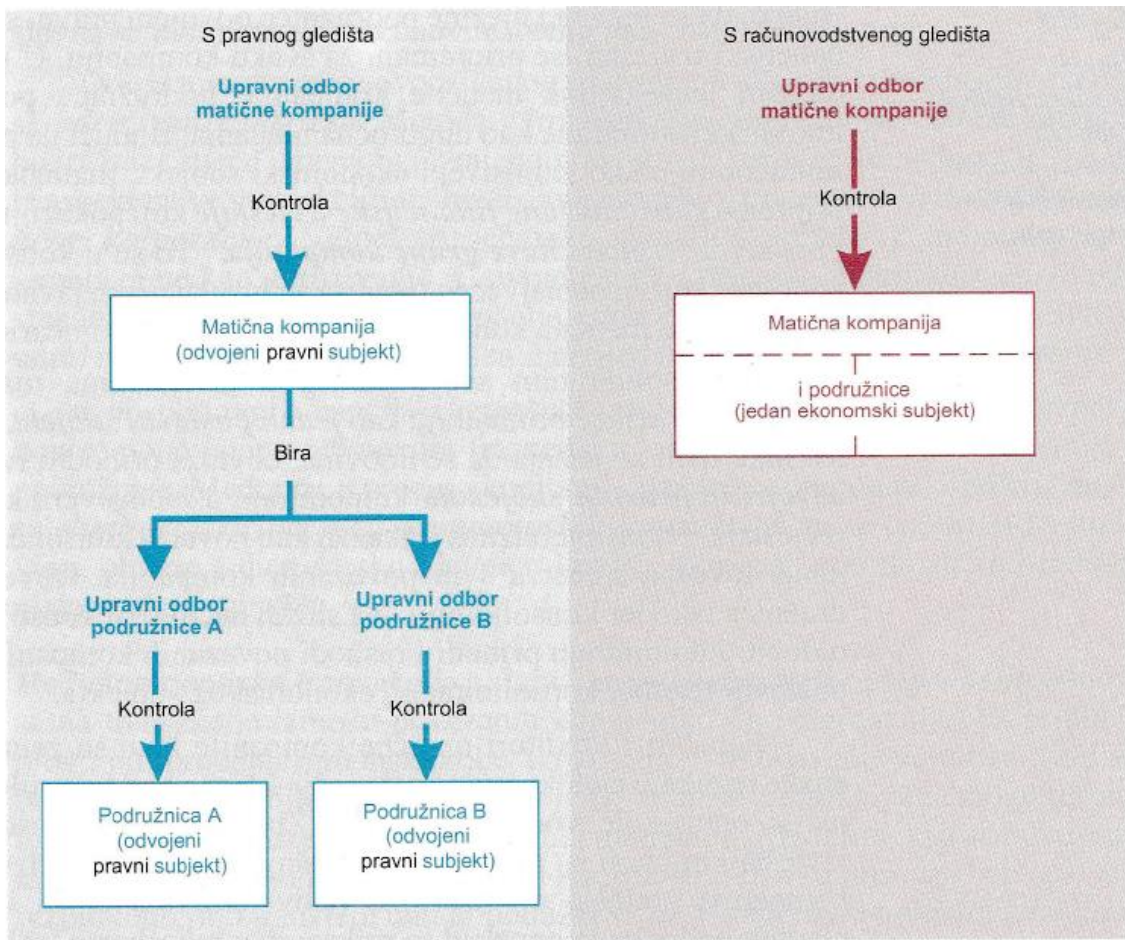 S pravnog gledišta
Upravni odbor
matične kompanije
Kontrola
Matična kompanija
(odvojeni pravni subjekt)
Bira
Upravni odbor
podružnice A
Upravni odbor
podružnice B
Kontrola
Kontrola
Podružnica A
(odvojeni
pravni subjekt)
Podružnica B
(odvojeni
pravni subjekt)
S računovodstvenog gledišta
Upravni odbor
matične kompanije
Kontrola
Matična kompanija
i podružnice
(jedan ekonomski subjekt)